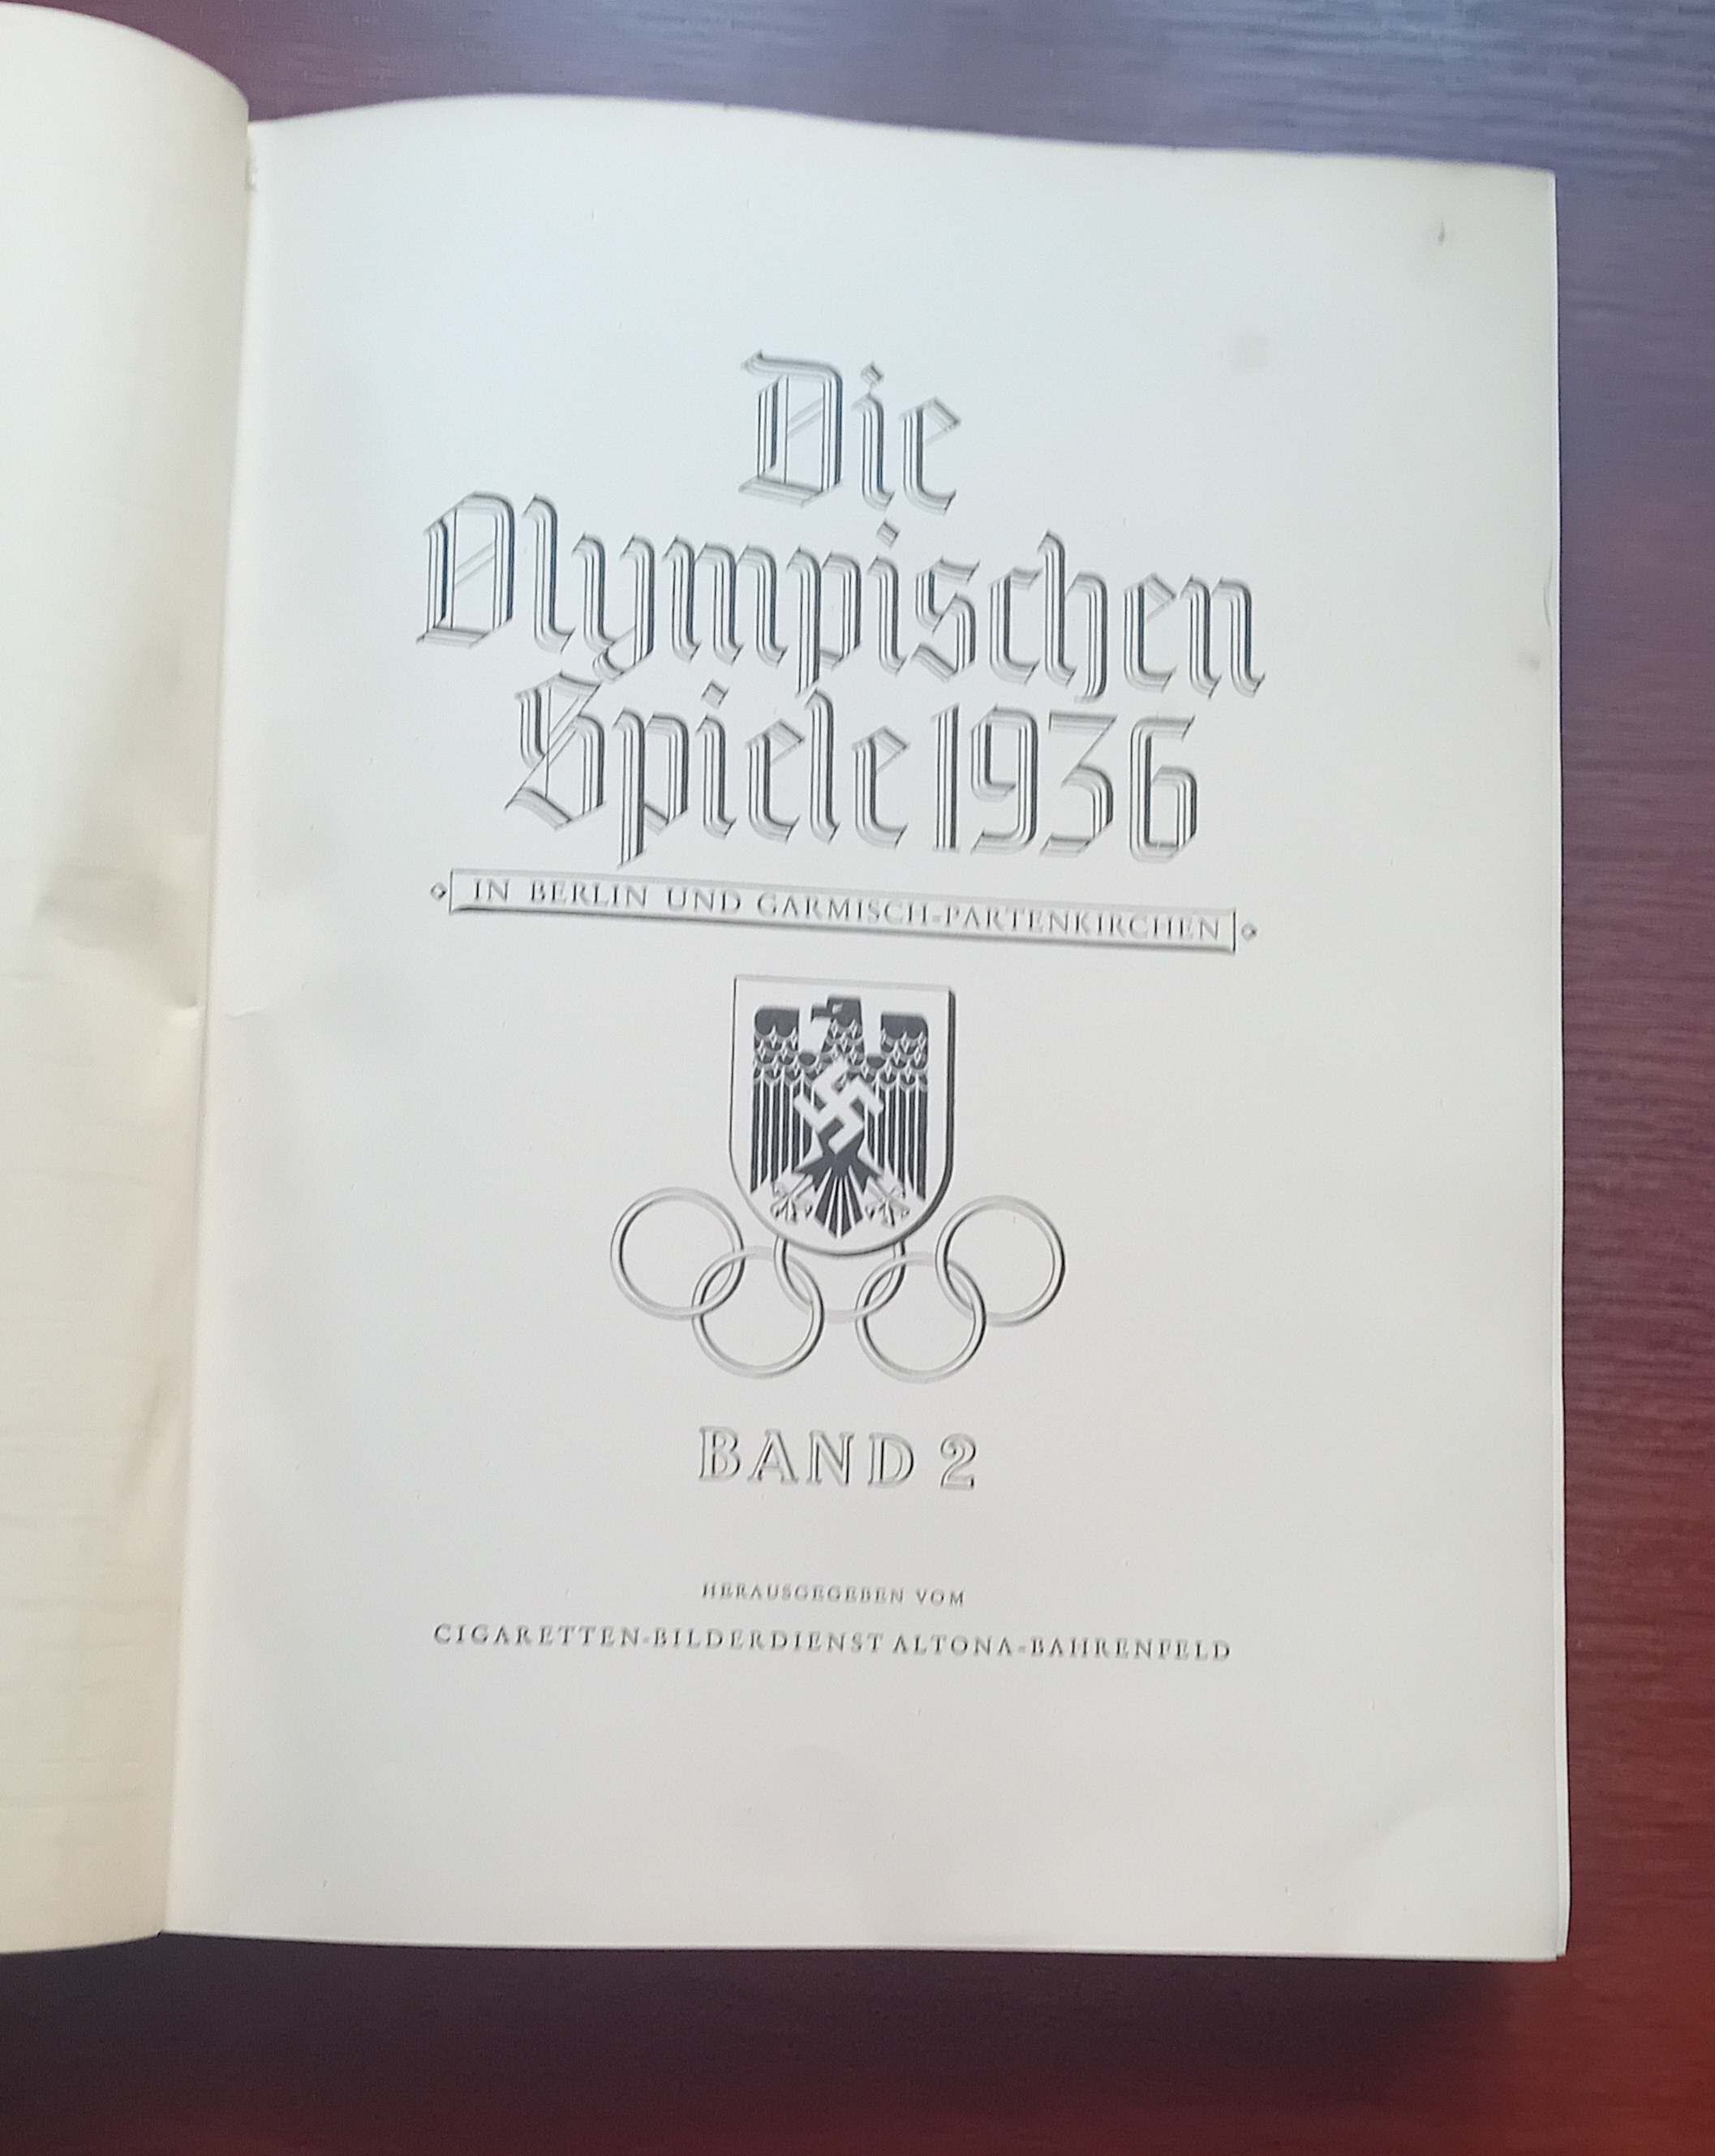 Die
Olympischen
Spiele 1936
IN BERLIN UND GARMISCH-PARTENKIRCHEN
BAND 2
HERAUSGEGEBEN VOM
CIGARETTEN-BILDERDIENST ALTONA-BAHRENFELD